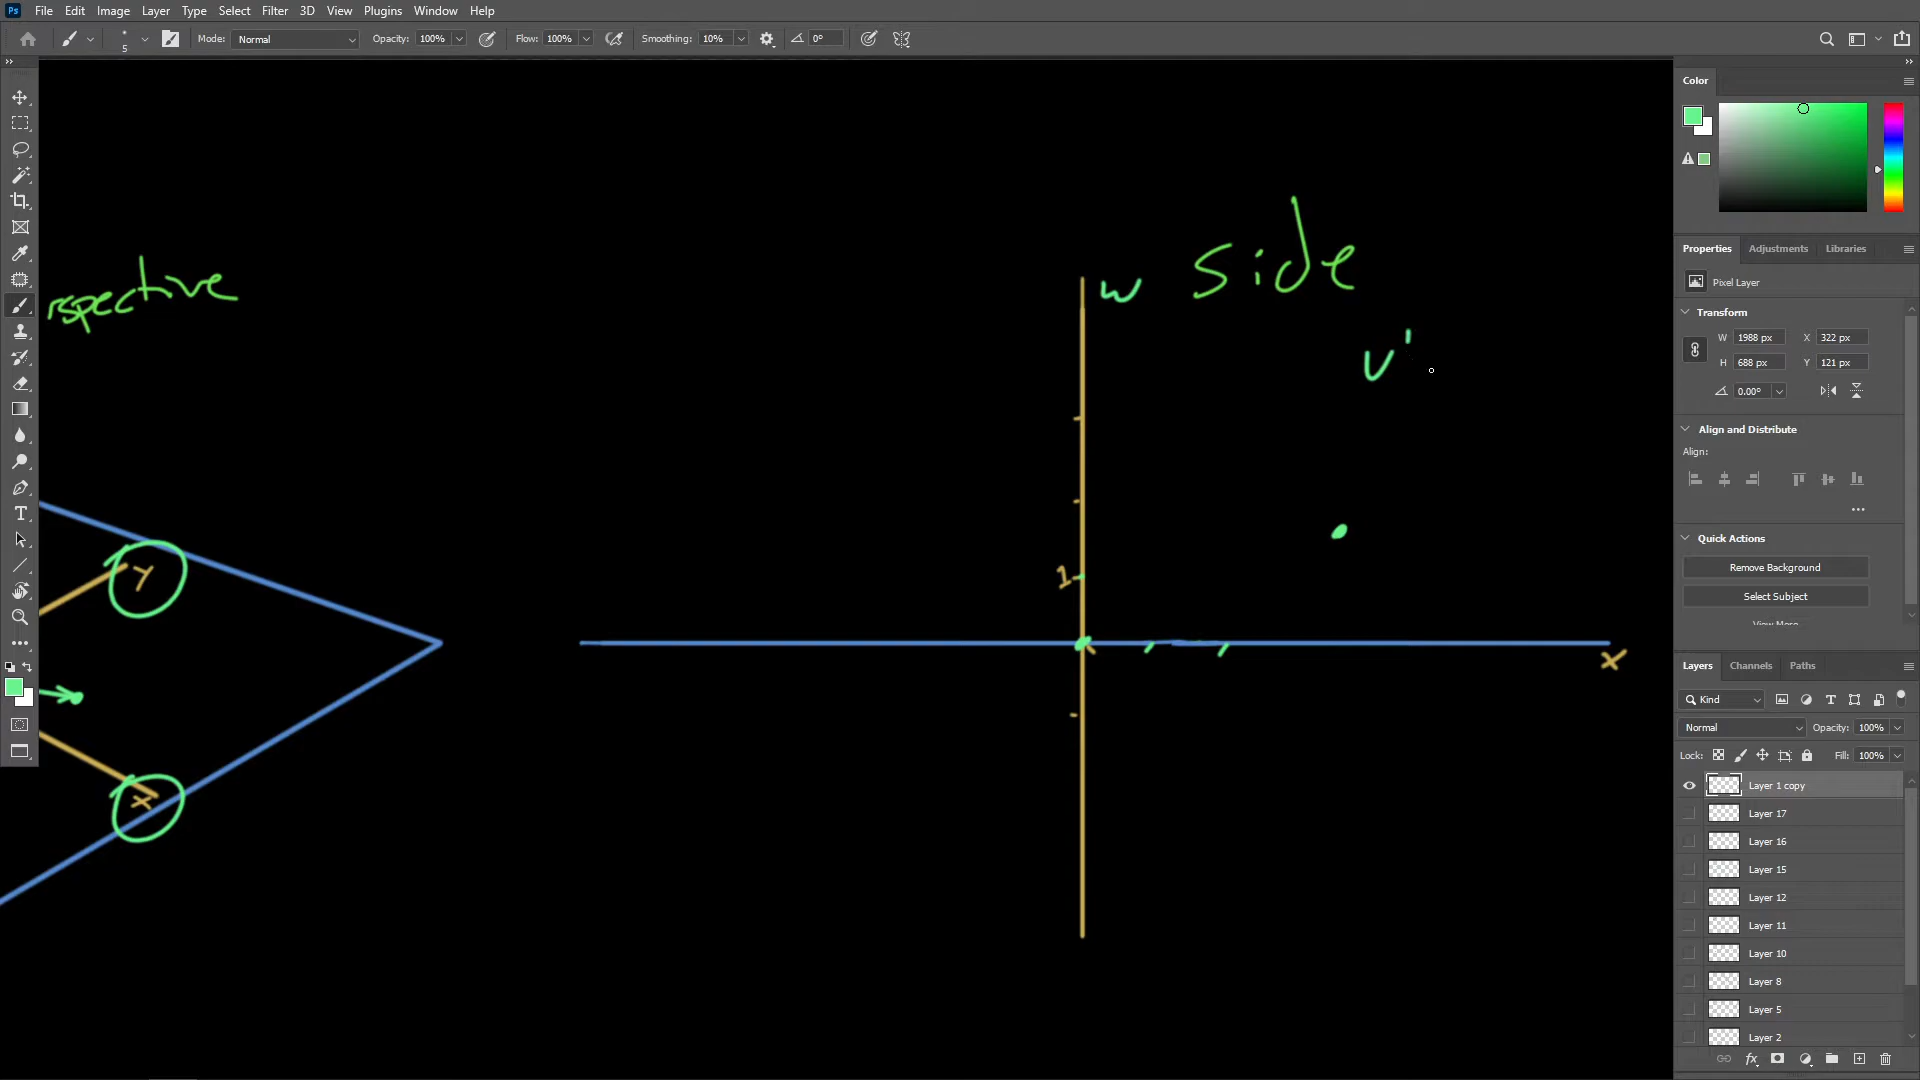 Ps File Edit Image Layer Type Select Filter 3D View Plugins Window Help
5 Mode: Normal Opacity: 100% Flow: 100% Smoothing: 10% 0°
Color
Properties Adjustments Libraries
Pixel Layer
Transform
W 1988 px X 322 px
H 688 px Y 121 px
0.00°
Align and Distribute
Align:
Quick Actions
Remove Background
Select Subject
View More
Layers Channels Paths
Kind
Normal Opacity: 100%
Lock: Fill: 100%
Layer 1 copy
Layer 17
Layer 16
Layer 15
Layer 12
Layer 11
Layer 10
Layer 8
Layer 5
Layer 2
rspective
w side
v'
y
1
x
x